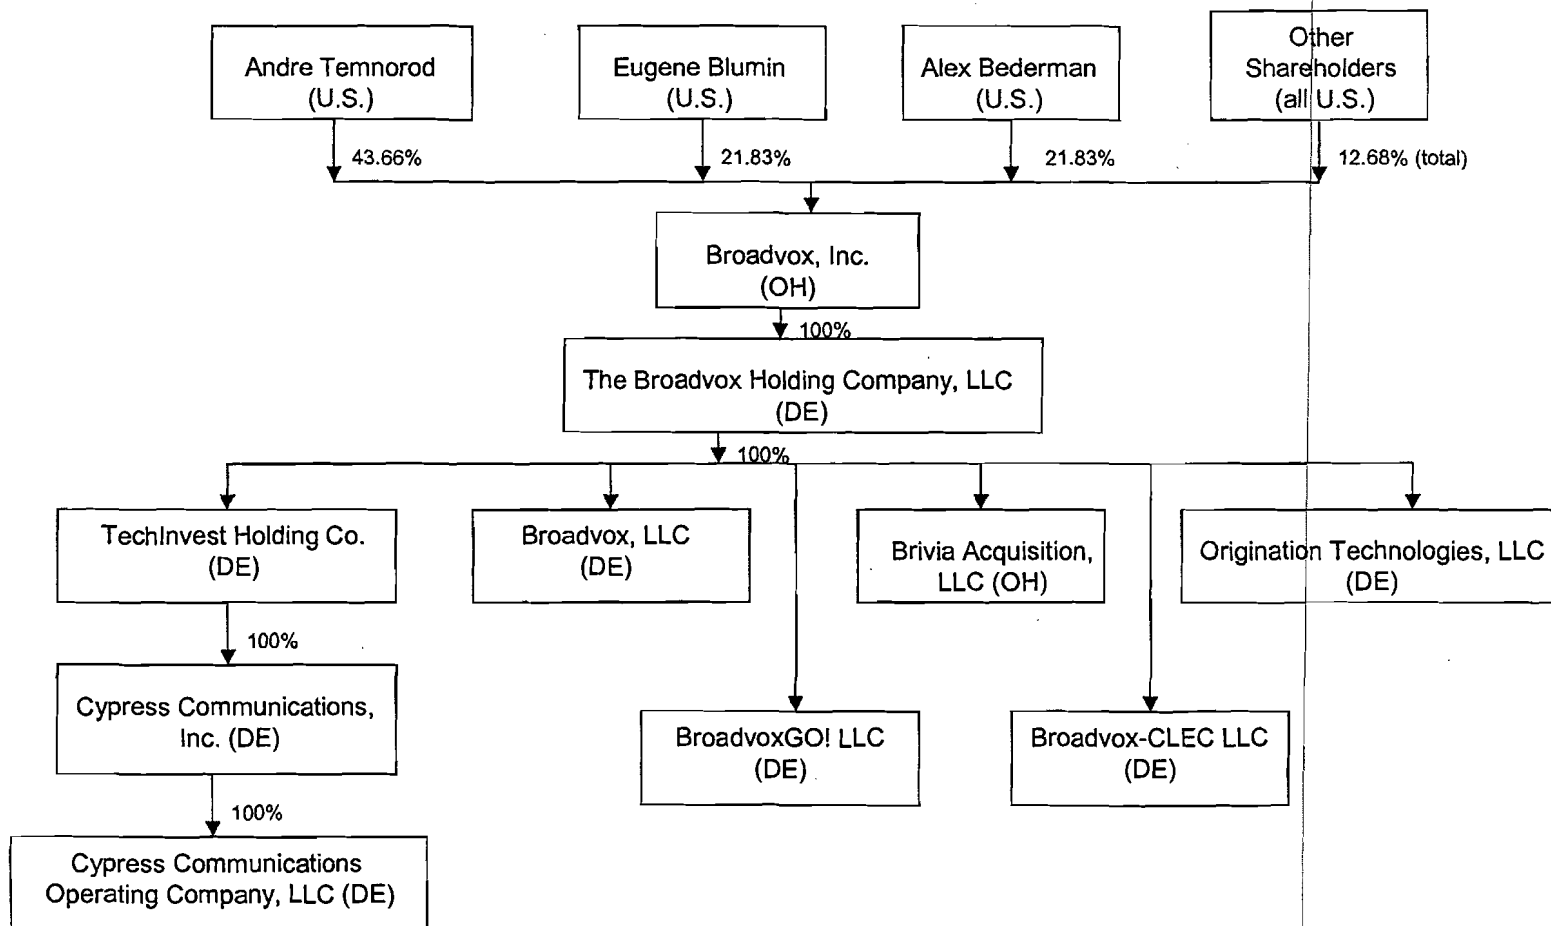 Andre Temnorod
(U.S.)
Eugene Blumin
(U.S.)
Alex Bederman
(U.S.)
Other
Shareholders
(all U.S.)
43.66%
21.83%
21.83%
12.68% (total)
Broadvox, Inc.
(OH)
100%
The Broadvox Holding Company, LLC
(DE)
100%
TechInvest Holding Co.
(DE)
Broadvox, LLC
(DE)
Brivia Acquisition,
LLC (OH)
Origination Technologies, LLC
(DE)
100%
Cypress Communications,
Inc. (DE)
BroadvoxGO! LLC
(DE)
Broadvox-CLEC LLC
(DE)
100%
Cypress Communications
Operating Company, LLC (DE)